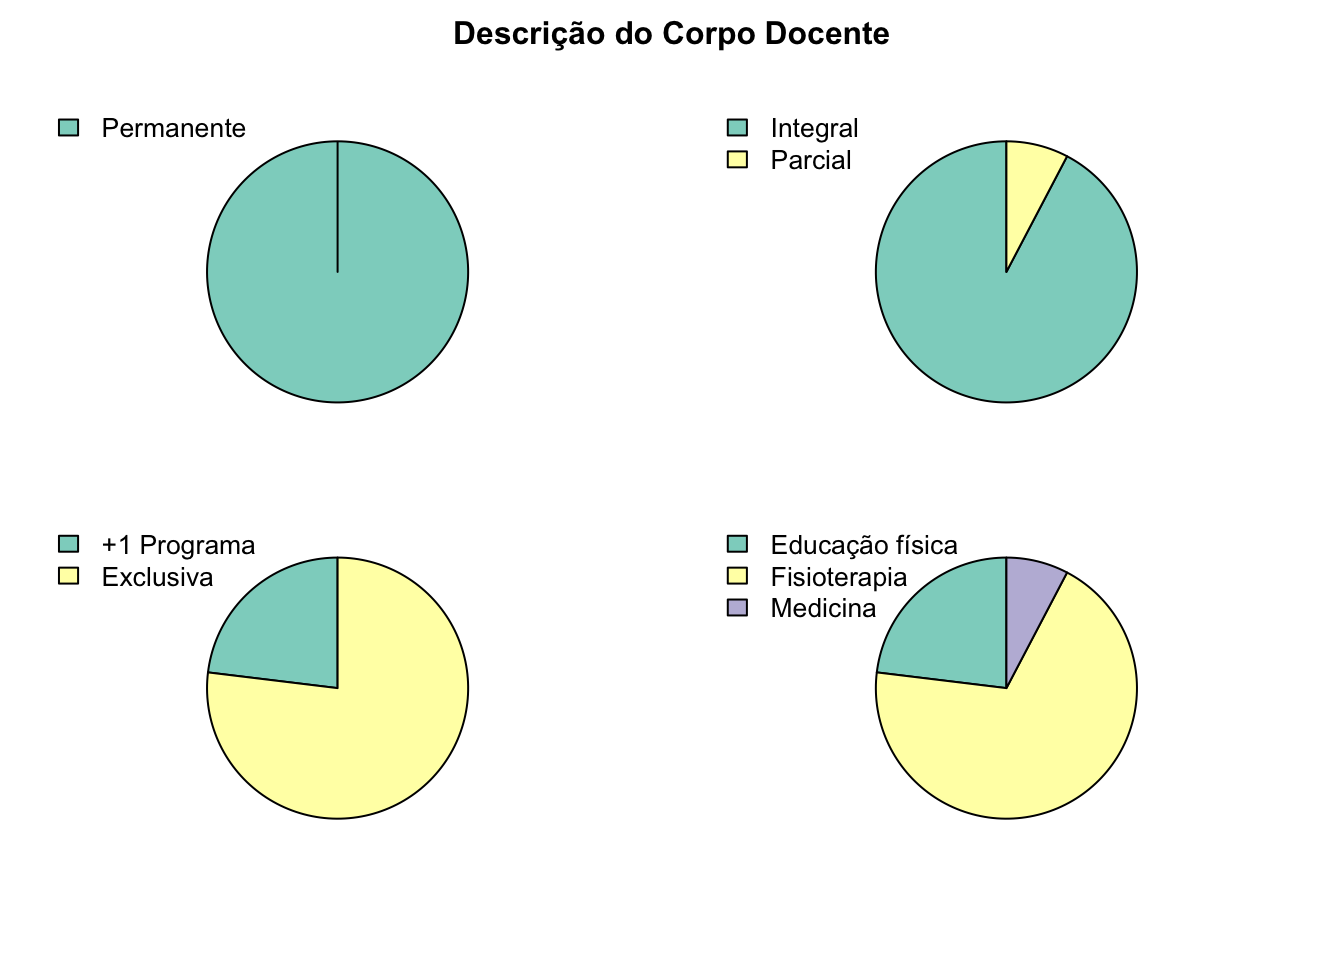 Descrição do Corpo Docente
Permanente
Integral
Parcial
+1 Programa
Exclusiva
Educação física
Fisioterapia
Medicina